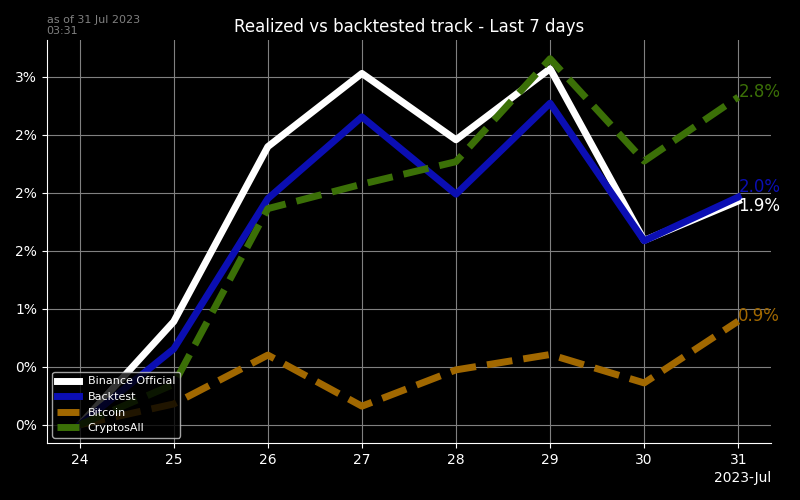 as of 31 Jul 2023
03:31
Realized vs backtested track - Last 7 days
3%
2%
2%
2%
1%
0%
0%
2.8%
2.0%
1.9%
0.9%
Binance Official
Backtest
Bitcoin
CryptosAll
24 25 26 27 28 29 30 31
2023-Jul